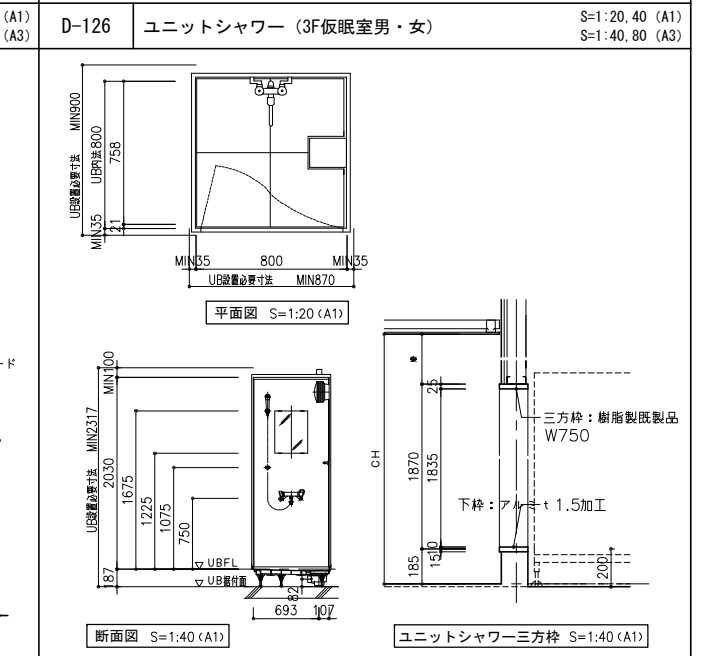 (A1)
(A3)
D-126
ユニットシャワー（3F仮眠室男・女）
S=1:20,40 (A1)
S=1:40,80 (A3)
UB設置必要寸法 MIN900
UB内法800
758
MIN35
21
MIN35
800
MIN35
UB設置必要寸法 MIN870
平面図 S=1:20(A1)
ード
UB設置必要寸法 MIN2317
MIN100
2030
187
1675
1225
1075
750
UBFL
UB据付面
82
693
107
断面図 S=1:40(A1)
CH
※
25
1870
1835
185
1510
三方枠：樹脂製既製品
W750
下枠：アルミ t 1.5加工
200
ユニットシャワー三方枠 S=1:40(A1)